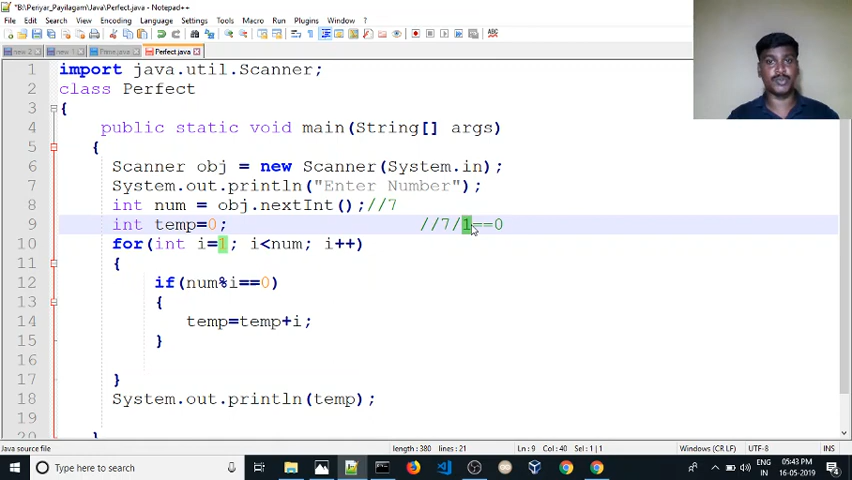 *B:\Periyar_Payilagam\Java\Perfect.java - Notepad++
File Edit Search View Encoding Language Settings Tools Macro Run Plugins Window ?
new 2 new 1 Prime.java Perfect.java
1 import java.util.Scanner;
2 class Perfect
3 {
4 public static void main(String[] args)
5 {
6 Scanner obj = new Scanner(System.in);
7 System.out.println("Enter Number");
8 int num = obj.nextInt();//7
9 int temp=0; //7/1==0
10 for(int i=1; i<num; i++)
11 {
12 if(num%i==0)
13 {
14 temp=temp+i;
15 }
16
17 }
18 System.out.println(temp);
19
20 }
Java source file length : 380 lines : 21 Ln : 9 Col : 40 Sel : 1 | 1 Windows (CR LF) UTF-8 INS
Type here to search ENG 05:43 PM
IN 16-05-2019